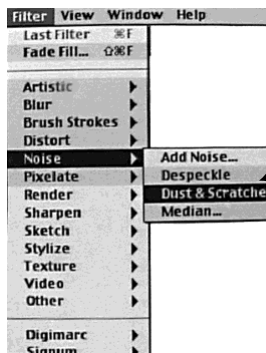 Filter View Window Help
Last Filter ⌘F
Fade Fill... ⇧⌘F
Artistic
Blur
Brush Strokes
Distort
Noise
Pixelate
Render
Sharpen
Sketch
Stylize
Texture
Video
Other
Digimarc
Signum
Add Noise...
Despeckle
Dust & Scratche
Median...